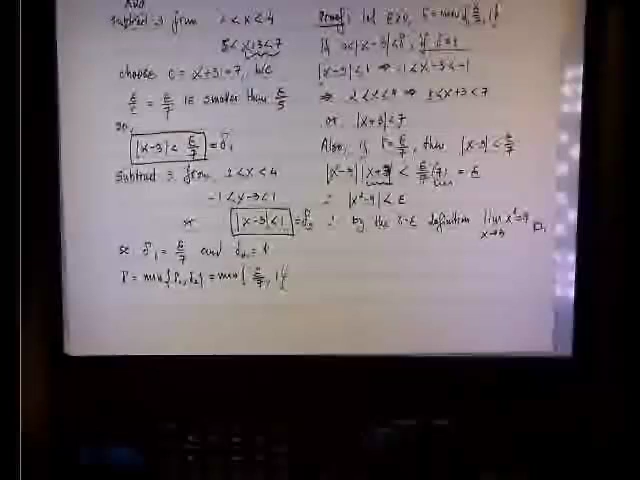 Also
subtract 3 from 2 < x < 4
5 < x+3 < 7
choose c = x+3 = 7, b/c
ε/c = ε/7 is smaller than ε/5
so,
|x-3| < ε/7 = δ₁
subtract 3 from 2 < x < 4
-1 < x-3 < 1
or |x-3| < 1 = δ₂
so δ₁ = ε/7 and δ₂ = 1
δ = min{δ₁, δ₂} = min{ε/7, 1}
Proof: let ε>0, δ = min{ε/7, 1}
If 0<|x-3|<δ, if δ=1
|x-3|<1 ⇒ -1<x-3<1
⇒ 2<x<4 ⇒ 5<x+3<7
or |x+3|<7
Also, if δ=ε/7, then |x-3|<ε/7
|x-3||x+3| < ε/7 (7) = ε
∴ |x²-9|<ε
∴ by the δ-ε definition lim x²=9
x→3